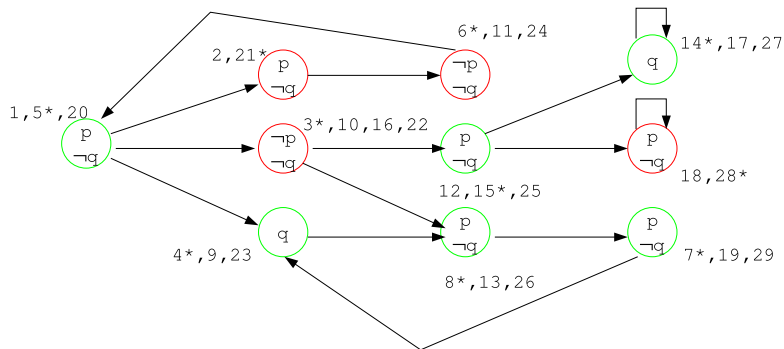 6*,11,24
2,21*
p
¬q
¬p
¬q
14*,17,27
q
1,5*,20
p
¬q
3*,10,16,22
¬p
¬q
p
¬q
p
¬q
18,28*
12,15*,25
q
p
¬q
p
¬q
4*,9,23
8*,13,26
7*,19,29